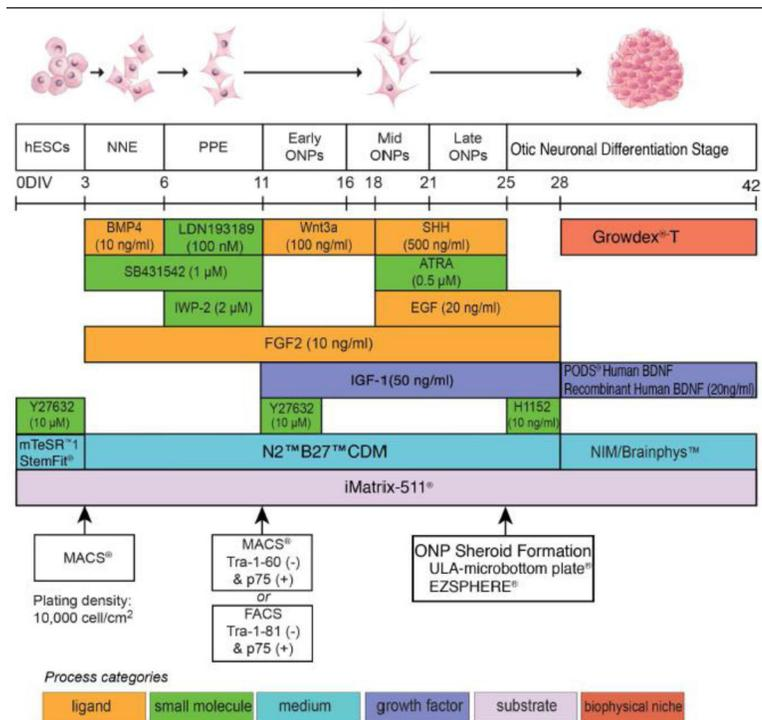 hESCs NNE PPE Early ONPs Mid ONPs Late ONPs Otic Neuronal Differentiation Stage
0DIV 3 6 11 16 18 21 25 28 42
BMP4 (10 ng/ml) LDN193189 (100 nM) Wnt3a (100 ng/ml) SHH (500 ng/ml) Growdex®-T
SB431542 (1 µM) ATRA (0.5 µM)
IWP-2 (2 µM) EGF (20 ng/ml)
FGF2 (10 ng/ml)
IGF-1(50 ng/ml) PODS® Human BDNF
Recombinant Human BDNF (20ng/ml)
Y27632 (10 µM) Y27632 (10 µM) H1152 (10 ng/ml)
mTeSR™1 StemFit® N2™B27™CDM NIM/Brainphys™
iMatrix-511®
MACS®
Plating density:
10,000 cell/cm²
MACS®
Tra-1-60 (-)
& p75 (+)
or
FACS
Tra-1-81 (-)
& p75 (+)
ONP Sheroid Formation
ULA-microbottom plate®
EZSPHERE®
Process categories
ligand small molecule medium growth factor substrate biophysical niche